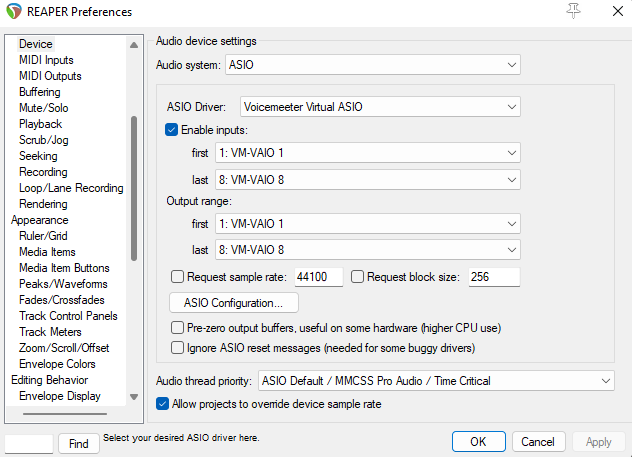 REAPER Preferences
Device
MIDI Inputs
MIDI Outputs
Buffering
Mute/Solo
Playback
Scrub/Jog
Seeking
Recording
Loop/Lane Recording
Rendering
Appearance
Ruler/Grid
Media Items
Media Item Buttons
Peaks/Waveforms
Fades/Crossfades
Track Control Panels
Track Meters
Zoom/Scroll/Offset
Envelope Colors
Editing Behavior
Envelope Display
Audio device settings
Audio system: ASIO
ASIO Driver: Voicemeeter Virtual ASIO
Enable inputs:
first 1: VM-VAIO 1
last 8: VM-VAIO 8
Output range:
first 1: VM-VAIO 1
last 8: VM-VAIO 8
Request sample rate: 44100 Request block size: 256
ASIO Configuration...
Pre-zero output buffers, useful on some hardware (higher CPU use)
Ignore ASIO reset messages (needed for some buggy drivers)
Audio thread priority: ASIO Default / MMCSS Pro Audio / Time Critical
Allow projects to override device sample rate
Find Select your desired ASIO driver here. OK Cancel Apply